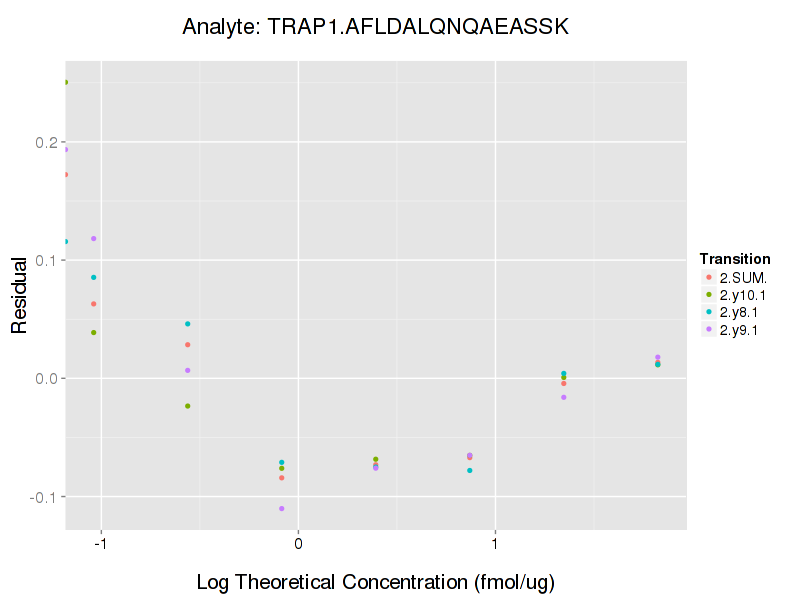 Analyte: TRAP1.AFLDALQNQAEASSK
0.2
0.1
0.0
-0.1
Residual
-1
0
1
Log Theoretical Concentration (fmol/ug)
Transition
2.SUM.
2.y10.1
2.y8.1
2.y9.1